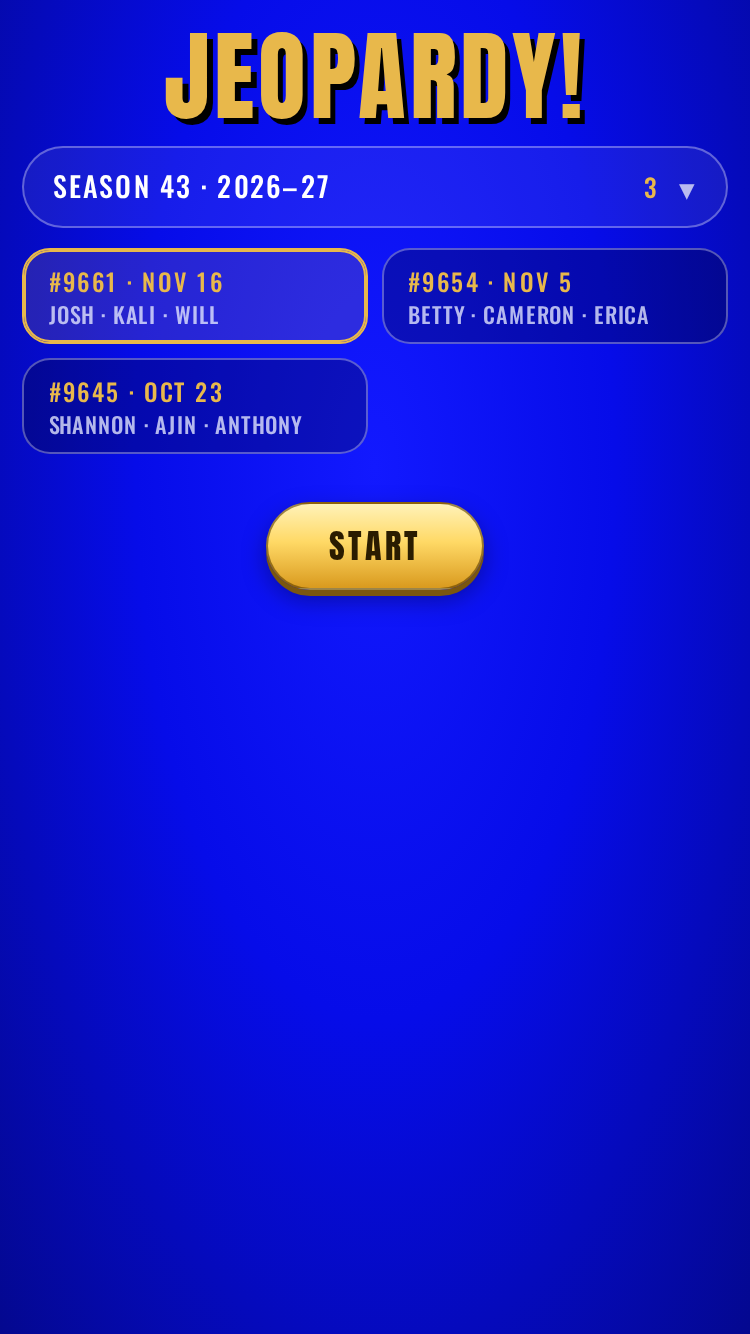 JEOPARDY!
SEASON 43 · 2026–27 3 ▼
#9661 · NOV 16
JOSH · KALI · WILL
#9654 · NOV 5
BETTY · CAMERON · ERICA
#9645 · OCT 23
SHANNON · AJIN · ANTHONY
START